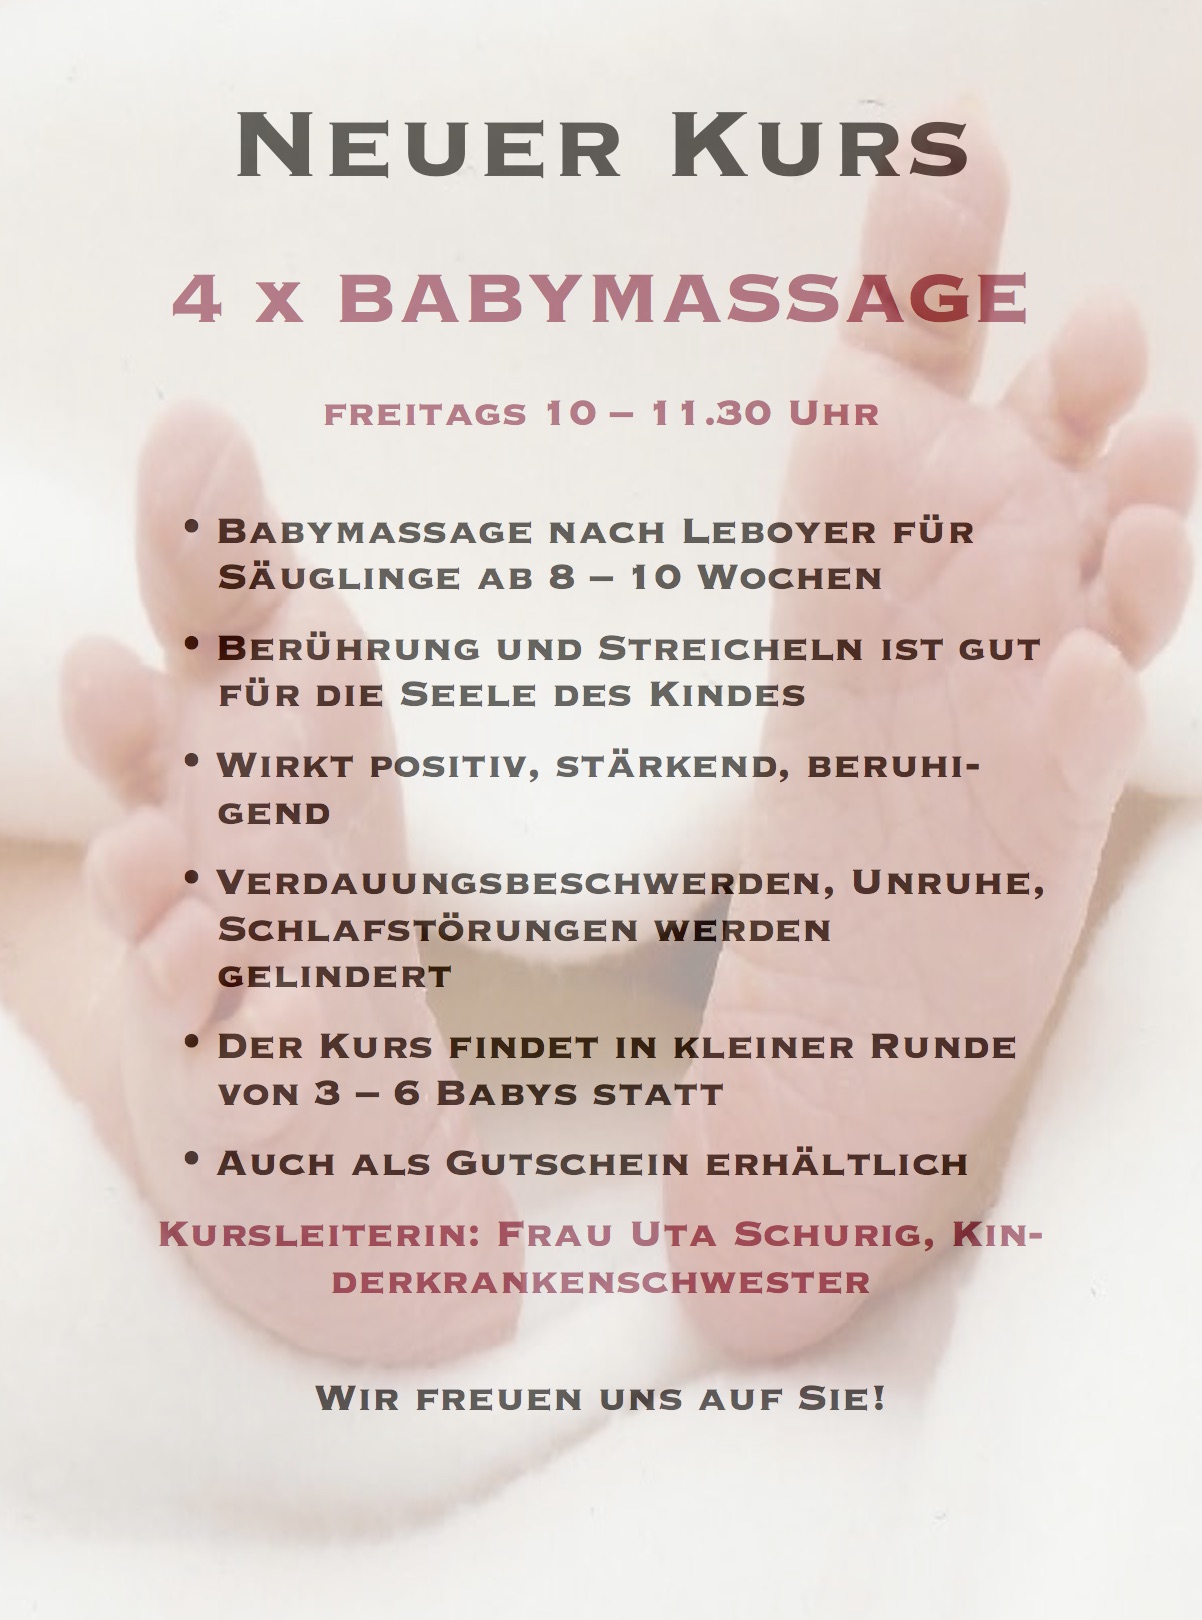 Neuer Kurs
4 x BABYMASSAGE
freitags 10 – 11.30 Uhr
• Babymassage nach Leboyer für
Säuglinge ab 8 – 10 Wochen
• Berührung und Streicheln ist gut
für die Seele des Kindes
• Wirkt positiv, stärkend, beruhi-
gend
• Verdauungsbeschwerden, Unruhe,
Schlafstörungen werden
gelindert
• Der Kurs findet in kleiner Runde
von 3 – 6 Babys statt
• Auch als Gutschein erhältlich
Kursleiterin: Frau Uta Schurig, Kin-
derkrankenschwester
Wir freuen uns auf Sie!